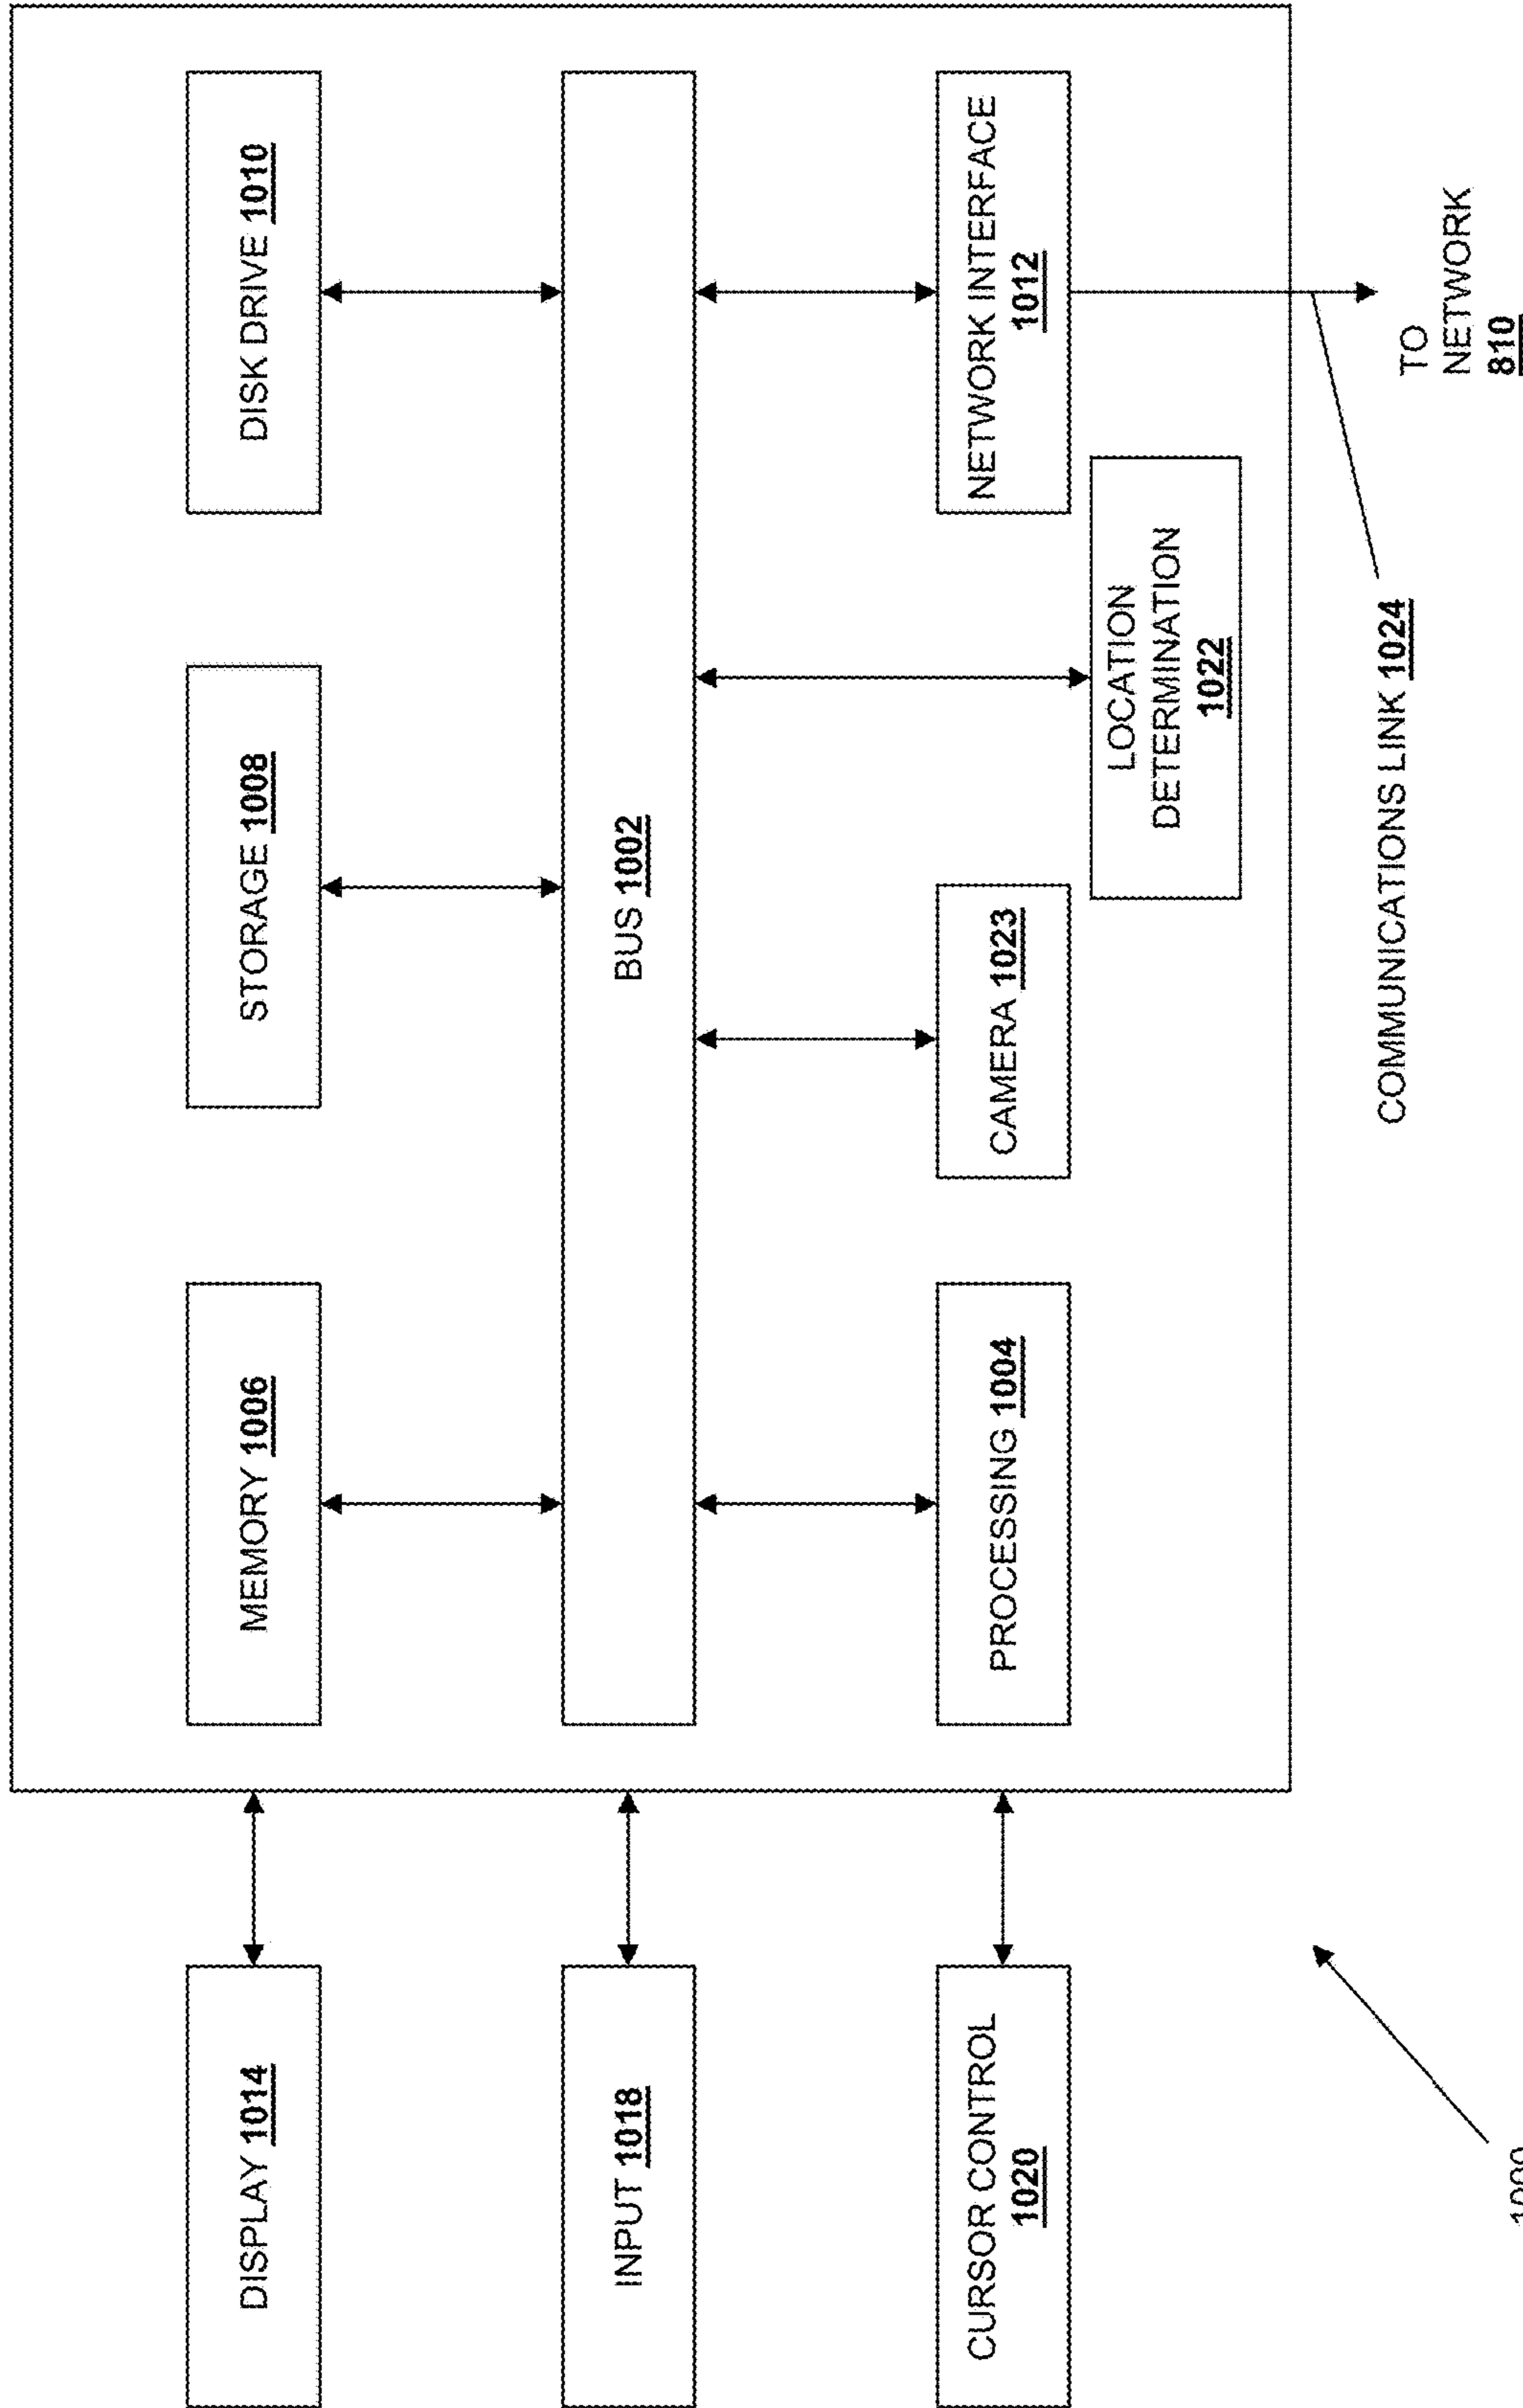 DISPLAY 1014
INPUT 1018
CURSOR CONTROL
1020
MEMORY 1006
STORAGE 1008
DISK DRIVE 1010
BUS 1002
PROCESSING 1004
CAMERA 1023
LOCATION
DETERMINATION
1022
NETWORK INTERFACE
1012
COMMUNICATIONS LINK 1024
TO
NETWORK
810